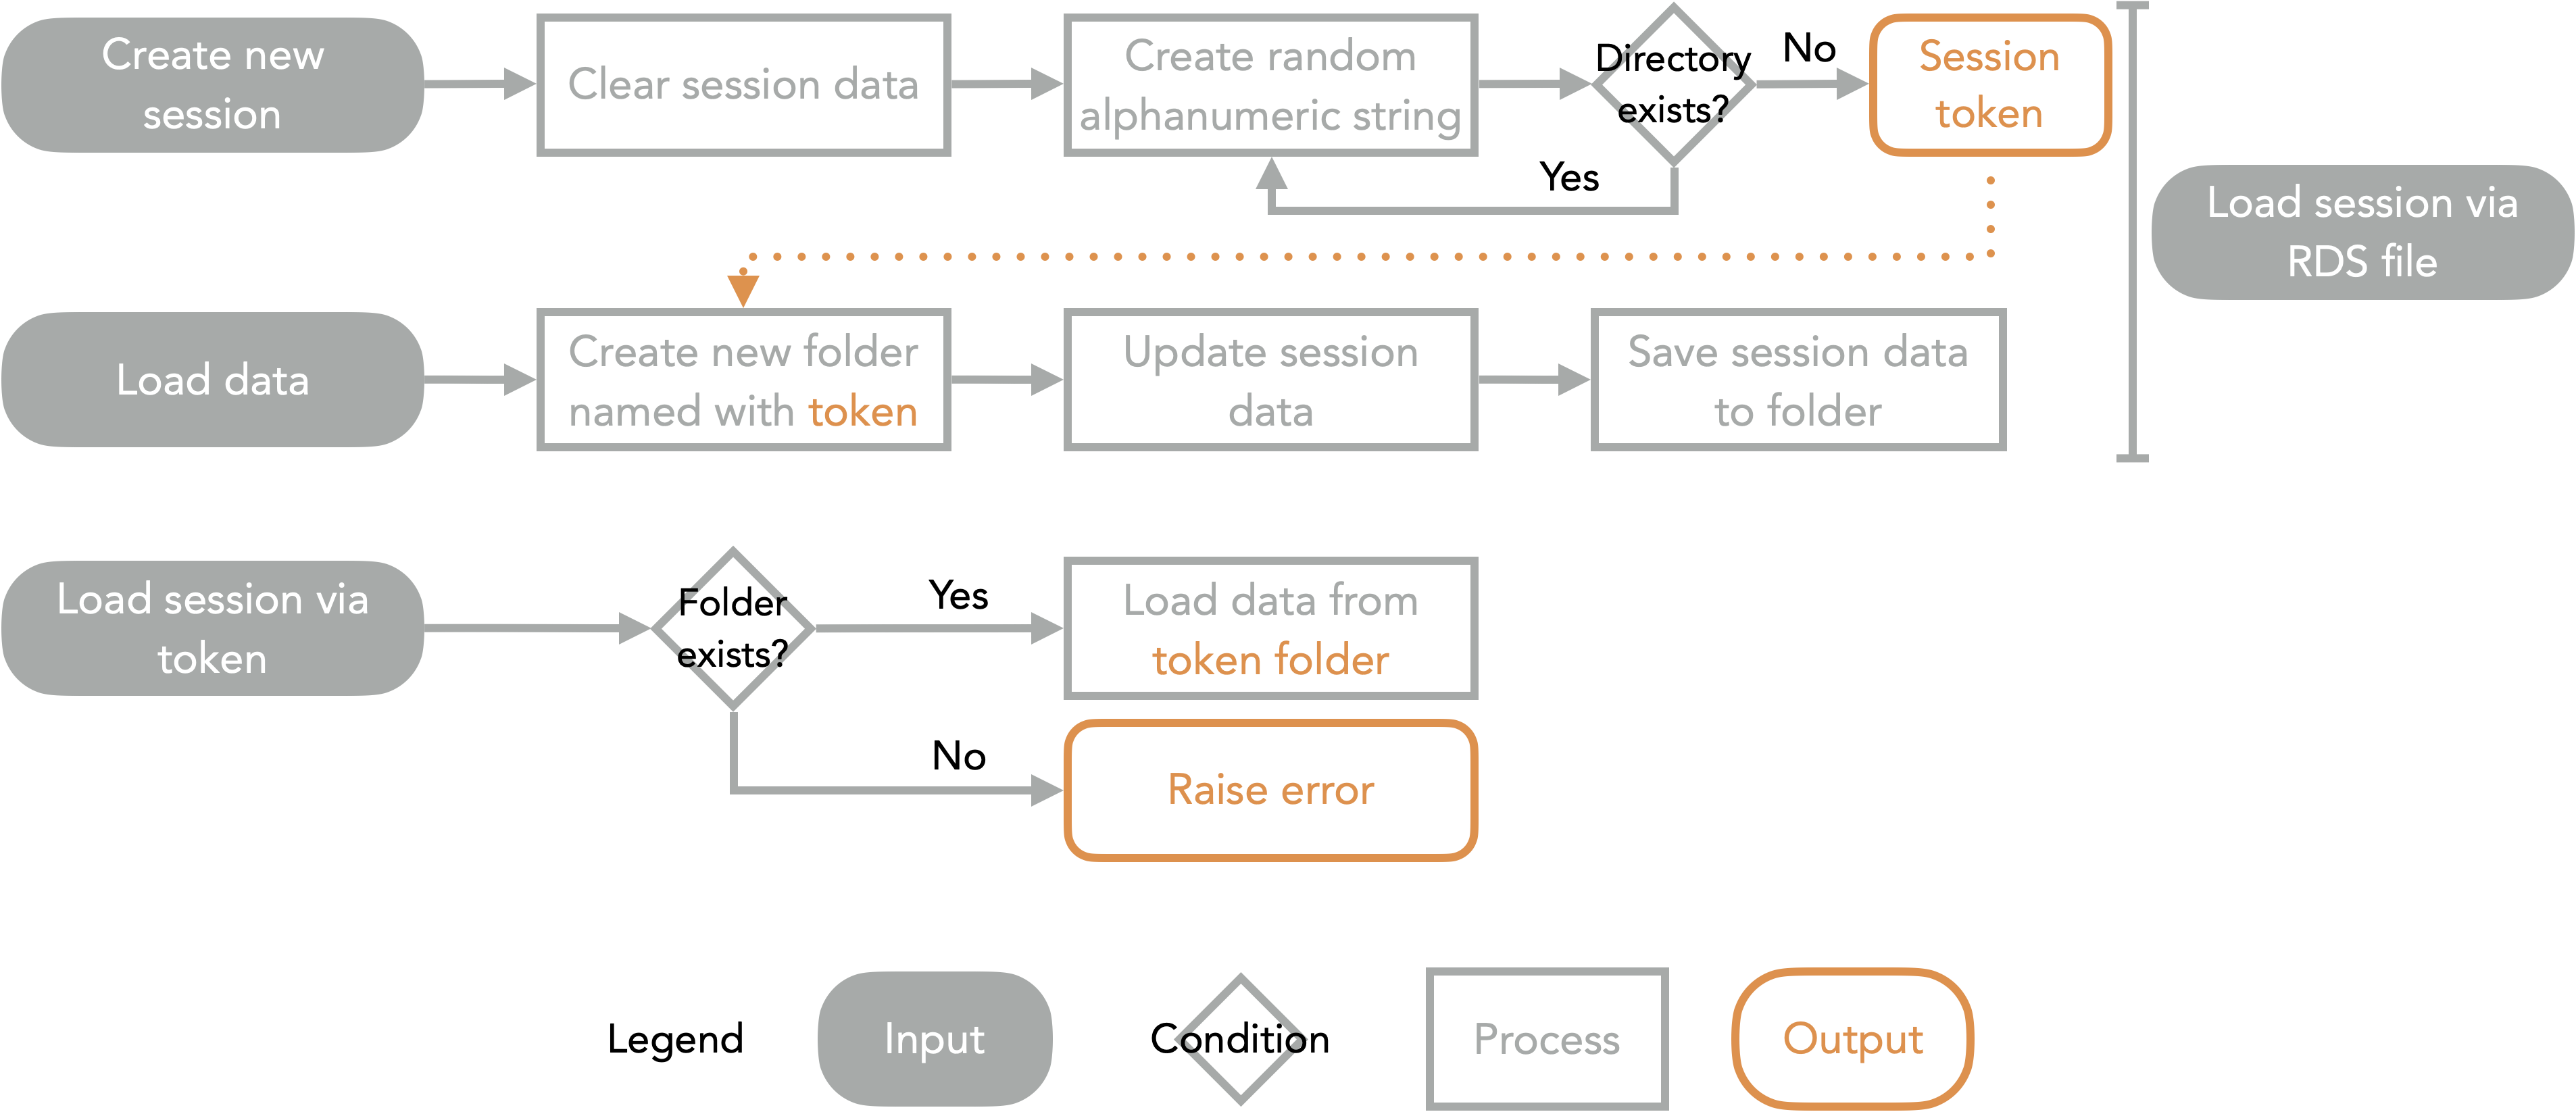 Create new
session
Clear session data
Create random
alphanumeric string
Directory
exists?
No
Yes
Session
token
Load session via
RDS file
Load data
Create new folder
named with token
Update session
data
Save session data
to folder
Load session via
token
Folder
exists?
Yes
No
Load data from
token folder
Raise error
Legend
Input
Condition
Process
Output